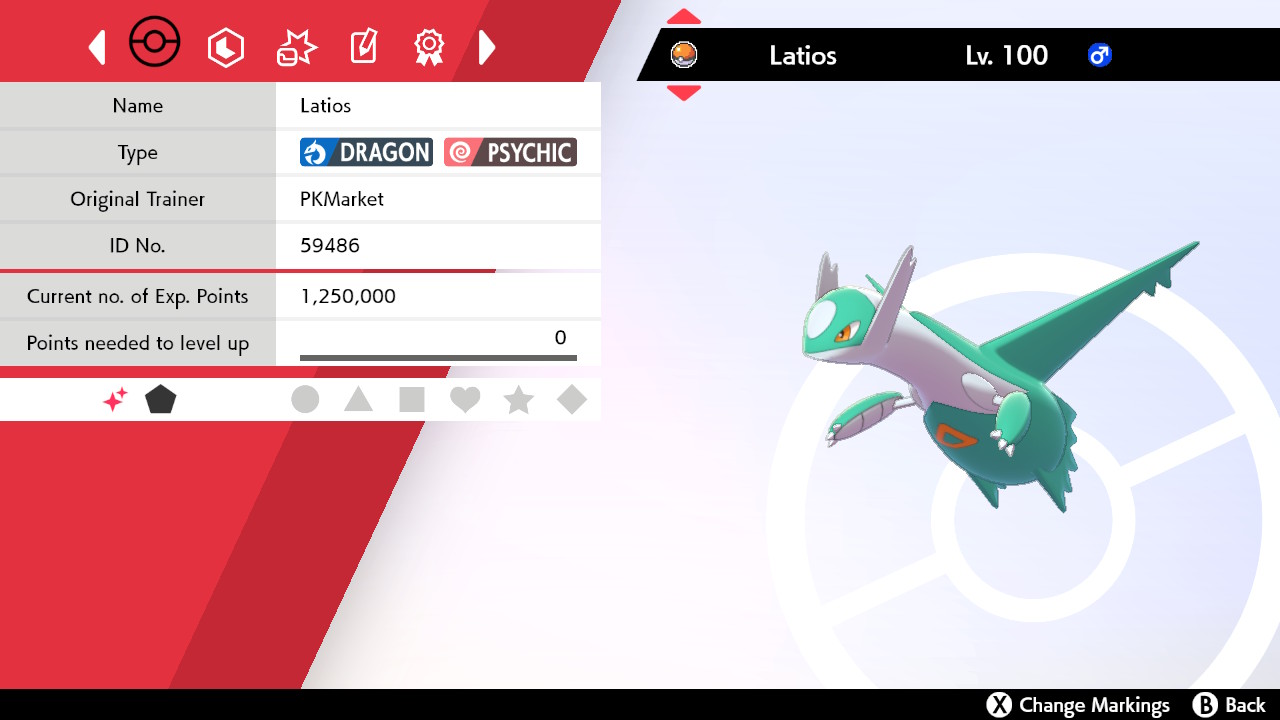 Latios Lv. 100
Name Latios
Type DRAGON PSYCHIC
Original Trainer PKMarket
ID No. 59486
Current no. of Exp. Points 1,250,000
Points needed to level up 0
X Change Markings B Back